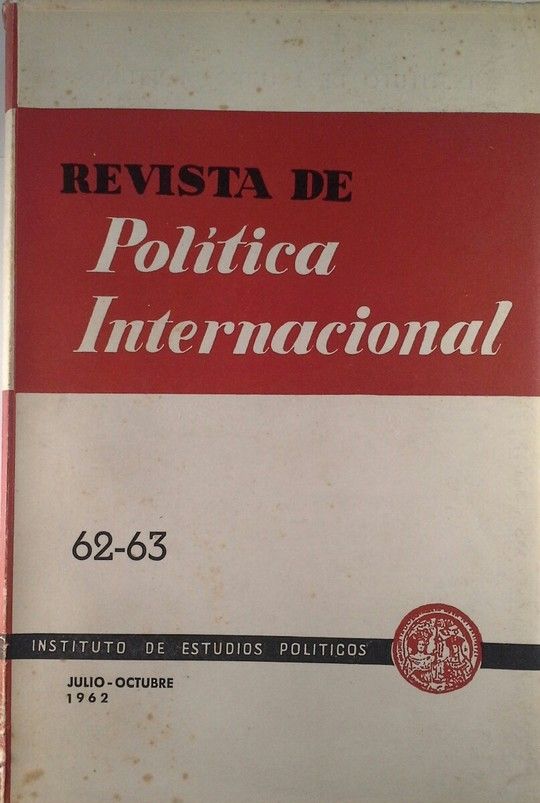 REVISTA DE
Política
Internacional
62-63
INSTITUTO DE ESTUDIOS POLITICOS
JULIO-OCTUBRE
1962